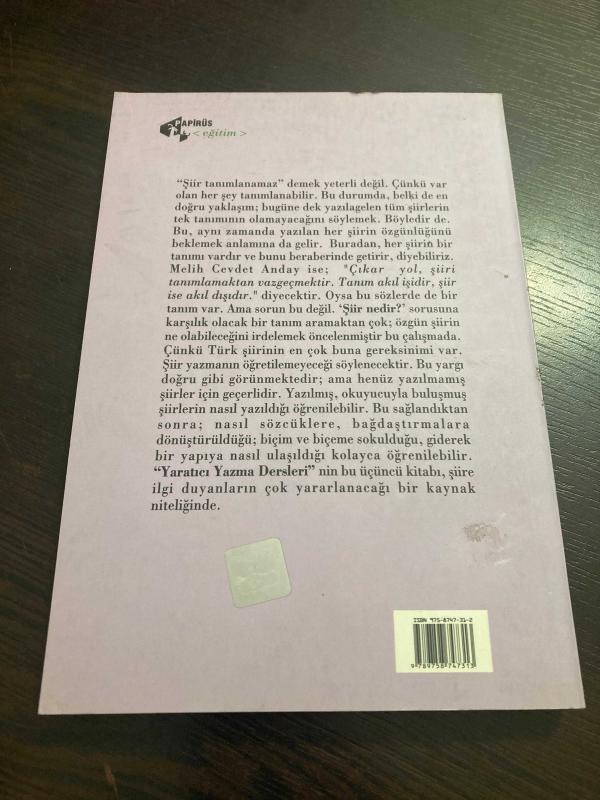 PAPİRÜS
< eğitim >
“Şiir tanımlanamaz” demek yeterli değil. Çünkü var
olan her şey tanımlanabilir. Bu durumda, belki de en
doğru yaklaşım; bugüne dek yazılagelen tüm şiirlerin
tek tanımının olamayacağını söylemek. Böyledir de.
Bu, aynı zamanda yazılan her şiirin özgünlüğünü
beklemek anlamına da gelir. Buradan, her şiirin bir
tanımı vardır ve bunu beraberinde getirir, diyebiliriz.
Melih Cevdet Anday ise; "Çıkar yol, şiiri
tanımlamaktan vazgeçmektir. Tanım akıl işidir, şiir
ise akıl dışıdır." diyecektir. Oysa bu sözlerde de bir
tanım var. Ama sorun bu değil. ‘Şiir nedir?’ sorusuna
karşılık olacak bir tanım aramaktan çok; özgün şiirin
ne olabileceğini irdelemek öncelenmiştir bu çalışmada.
Çünkü Türk şiirinin en çok buna gereksinimi var.
Şiir yazmanın öğretilemeyeceği söylenecektir. Bu yargı
doğru gibi görünmektedir; ama henüz yazılmamış
şiirler için geçerlidir. Yazılmış, okuyucuyla buluşmuş
şiirlerin nasıl yazıldığı öğrenilebilir. Bu sağlandıktan
sonra; nasıl sözcüklere, bağdaştırmalara
dönüştürüldüğü; biçim ve biçeme sokulduğu, giderek
bir yapıya nasıl ulaşıldığı kolayca öğrenilebilir.
“Yaratıcı Yazma Dersleri” nin bu üçüncü kitabı, şiire
ilgi duyanların çok yararlanacağı bir kaynak
niteliğinde.
ISBN 975-8747-31-2
9 789758 747313